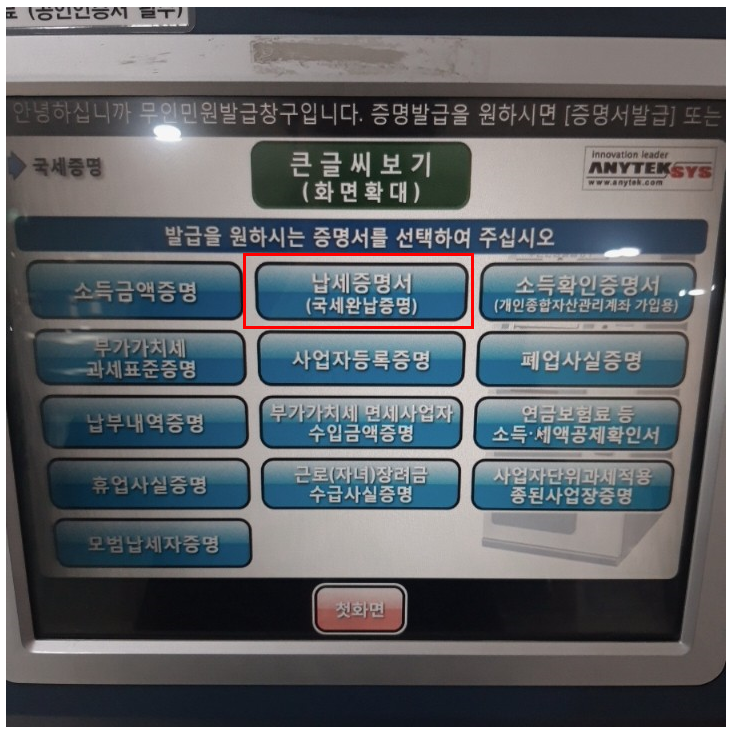 (공인인증서 필수)
안녕하십니까 무인민원발급창구입니다. 증명발급을 원하시면 [증명서발급] 또는
국세증명
큰글씨보기
(화면확대)
innovation leader
ANYTEK SYS
www.anytek.com
발급을 원하시는 증명서를 선택하여 주십시오
소득금액증명
납세증명서
(국세완납증명)
소득확인증명서
(개인종합자산관리계좌 가입용)
부가가치세
과세표준증명
사업자등록증명
폐업사실증명
납부내역증명
부가가치세 면세사업자
수입금액증명
연금보험료 등
소득·세액공제확인서
휴업사실증명
근로(자녀)장려금
수급사실증명
사업자단위과세적용
종된사업장증명
모범납세자증명
첫화면